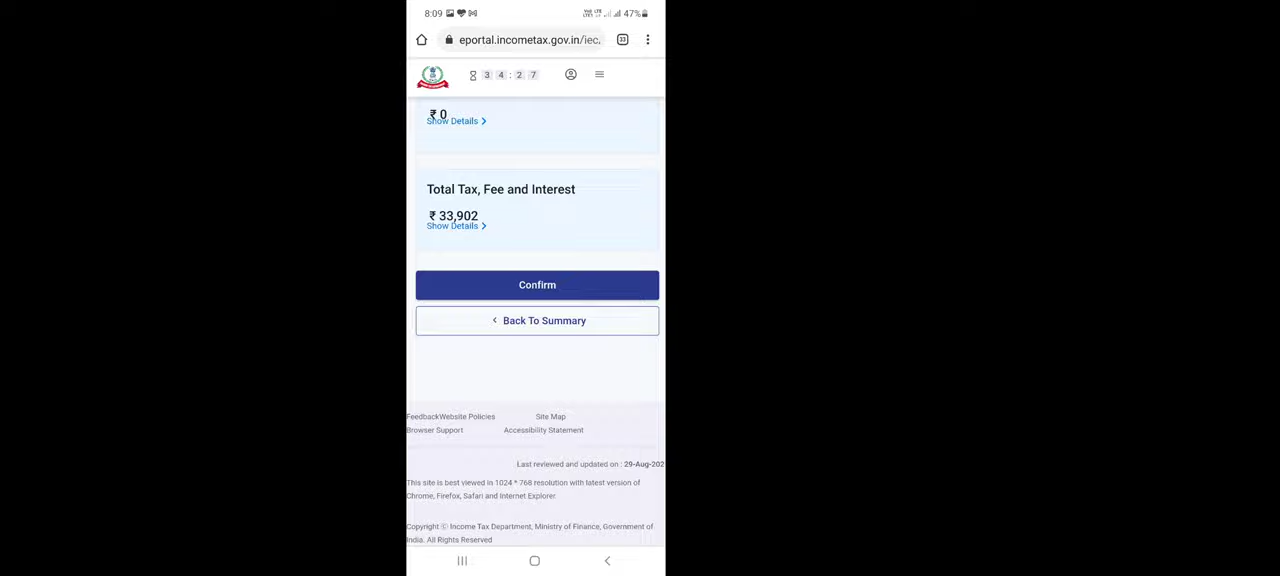 8:09
47%
eportal.incometax.gov.in/iec.
33
3 4 : 2 7
₹ 0
Show Details
Total Tax, Fee and Interest
₹ 33,902
Show Details
Confirm
Back To Summary
FeedbackWebsite Policies Site Map
Browser Support Accessibility Statement
Last reviewed and updated on : 29-Aug-202
This site is best viewed in 1024 * 768 resolution with latest version of
Chrome, Firefox, Safari and Internet Explorer.
Copyright © Income Tax Department, Ministry of Finance, Government of
India. All Rights Reserved